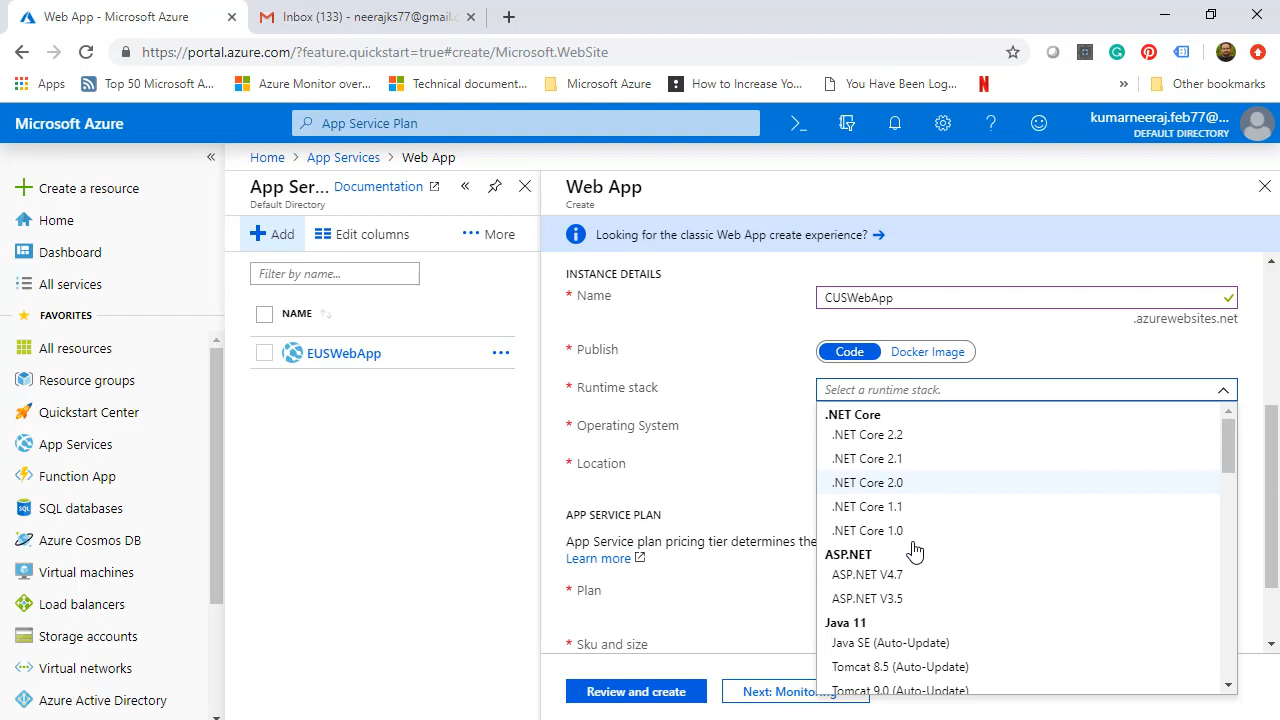 Web App - Microsoft Azure
Inbox (133) - neerajks77@gmail.c
https://portal.azure.com/?feature.quickstart=true#create/Microsoft.WebSite
Apps
Top 50 Microsoft A...
Azure Monitor over...
Technical document...
Microsoft Azure
How to Increase Yo...
You Have Been Log...
N
»
Other bookmarks
Microsoft Azure
App Service Plan
kumarneeraj.feb77@...
DEFAULT DIRECTORY
Create a resource
Home
Dashboard
All services
FAVORITES
All resources
Resource groups
Quickstart Center
App Services
Function App
SQL databases
Azure Cosmos DB
Virtual machines
Load balancers
Storage accounts
Virtual networks
Azure Active Directory
Home > App Services > Web App
App Ser... Documentation
Default Directory
Add
Edit columns
More
Filter by name...
NAME
EUSWebApp
Web App
Create
Looking for the classic Web App create experience?
INSTANCE DETAILS
* Name
CUSWebApp
.azurewebsites.net
* Publish
Code
Docker Image
* Runtime stack
Select a runtime stack.
* Operating System
* Location
.NET Core
.NET Core 2.2
.NET Core 2.1
.NET Core 2.0
.NET Core 1.1
.NET Core 1.0
ASP.NET
ASP.NET V4.7
ASP.NET V3.5
Java 11
Java SE (Auto-Update)
Tomcat 8.5 (Auto-Update)
Tomcat 9.0 (Auto-Update)
APP SERVICE PLAN
App Service plan pricing tier determines the
Learn more
* Plan
* Sku and size
Review and create
Next: Monitoring